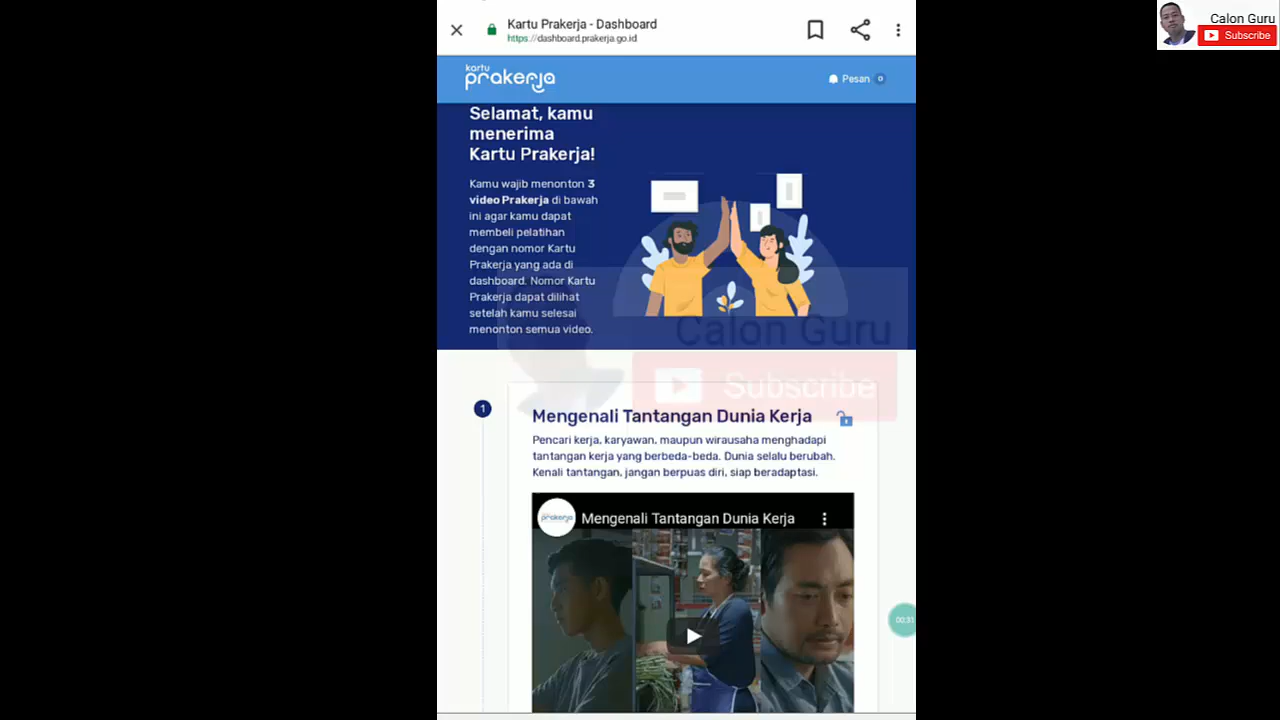 Kartu Prakerja - Dashboard
https://dashboard.prakerja.go.id
Calon Guru
Subscribe
kartu
prakerja
Pesan 0
Selamat, kamu
menerima
Kartu Prakerja!
Kamu wajib menonton 3
video Prakerja di bawah
ini agar kamu dapat
membeli pelatihan
dengan nomor Kartu
Prakerja yang ada di
dashboard. Nomor Kartu
Prakerja dapat dilihat
setelah kamu selesai
menonton semua video.
Calon Guru
Subscribe
1
Mengenali Tantangan Dunia Kerja
Pencari kerja, karyawan, maupun wirausaha menghadapi
tantangan kerja yang berbeda-beda. Dunia selalu berubah.
Kenali tantangan, jangan berpuas diri, siap beradaptasi.
prakerja
Mengenali Tantangan Dunia Kerja
00:31